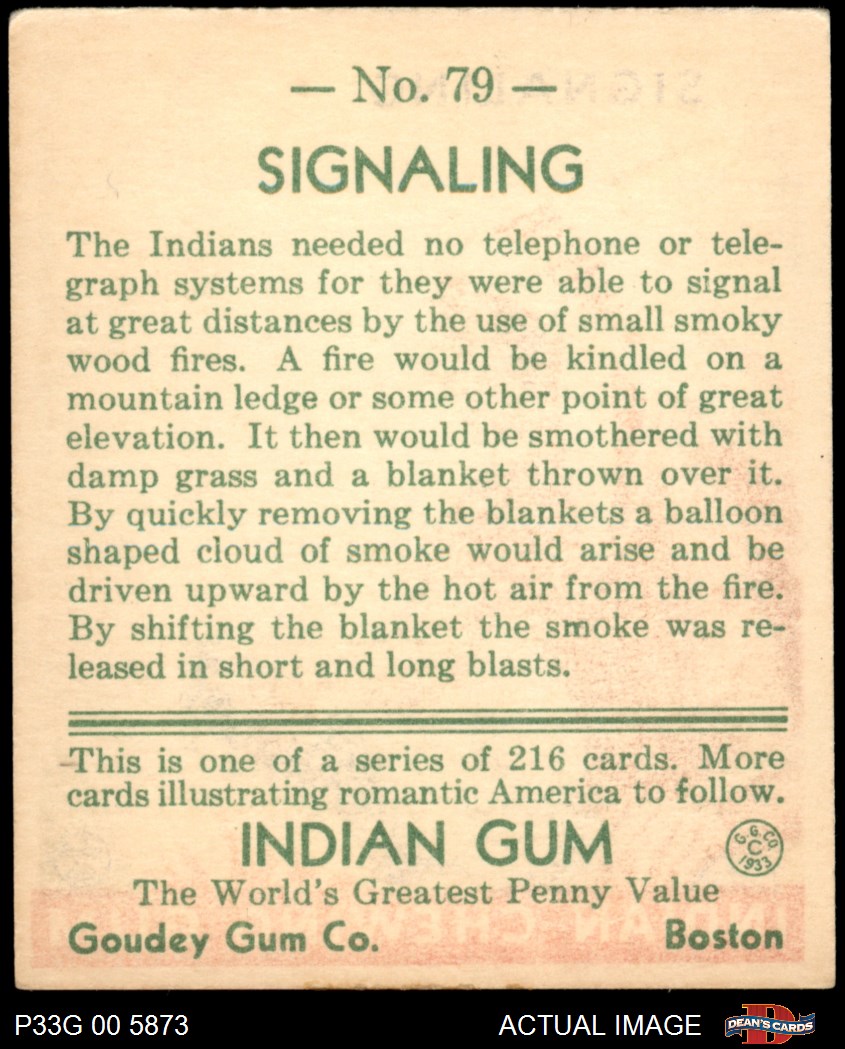 — No. 79 —
SIGNALING
The Indians needed no telephone or tele-
graph systems for they were able to signal
at great distances by the use of small smoky
wood fires. A fire would be kindled on a
mountain ledge or some other point of great
elevation. It then would be smothered with
damp grass and a blanket thrown over it.
By quickly removing the blankets a balloon
shaped cloud of smoke would arise and be
driven upward by the hot air from the fire.
By shifting the blanket the smoke was re-
leased in short and long blasts.
This is one of a series of 216 cards. More
cards illustrating romantic America to follow.
INDIAN GUM
G. G. CO.
C
1933
The World's Greatest Penny Value
Goudey Gum Co. Boston
P33G 00 5873 ACTUAL IMAGE
D
DEAN'S CARDS